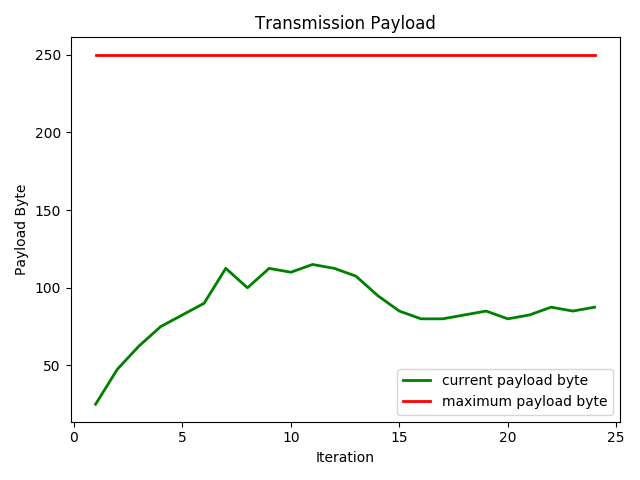 Transmission Payload
Payload Byte
250
200
150
100
50
0
5
10
15
20
25
Iteration
current payload byte
maximum payload byte